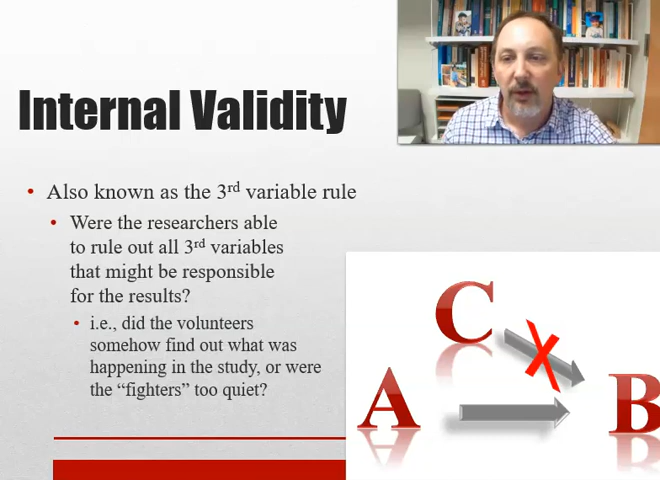 Internal Validity
• Also known as the 3rd variable rule
• Were the researchers able
to rule out all 3rd variables
that might be responsible
for the results?
• i.e., did the volunteers
somehow find out what was
happening in the study, or were
the “fighters” too quiet?
C
X
A
B